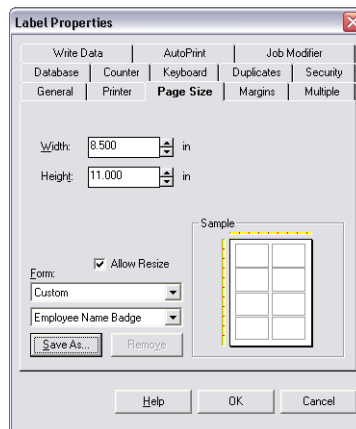 Label Properties
Write Data AutoPrint Job Modifier
Database Counter Keyboard Duplicates Security
General Printer Page Size Margins Multiple
Width: 8.500 in
Height: 11.000 in
Sample
Allow Resize
Form:
Custom
Employee Name Badge
Save As... Remove
Help OK Cancel